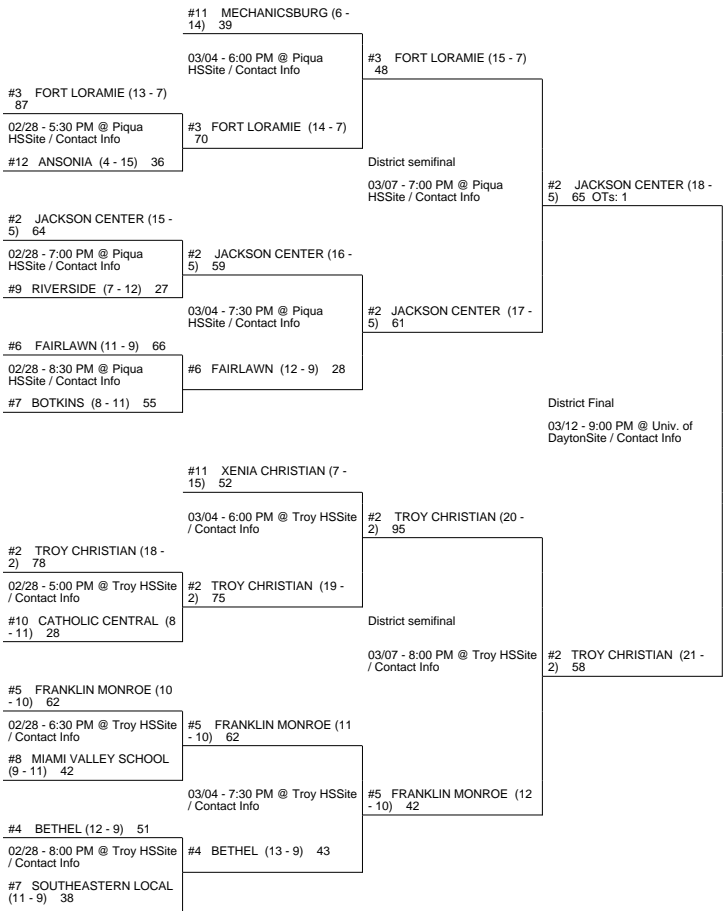 #11 MECHANICSBURG (6 -
14) 39
03/04 - 6:00 PM @ Piqua
HSSite / Contact Info
#3 FORT LORAMIE (15 - 7)
48
#3 FORT LORAMIE (13 - 7)
87
02/28 - 5:30 PM @ Piqua
HSSite / Contact Info
#3 FORT LORAMIE (14 - 7)
70
#12 ANSONIA (4 - 15) 36
District semifinal
03/07 - 7:00 PM @ Piqua
HSSite / Contact Info
#2 JACKSON CENTER (18 -
5) 65 OTs: 1
#2 JACKSON CENTER (15 -
5) 64
02/28 - 7:00 PM @ Piqua
HSSite / Contact Info
#2 JACKSON CENTER (16 -
5) 59
#9 RIVERSIDE (7 - 12) 27
03/04 - 7:30 PM @ Piqua
HSSite / Contact Info
#2 JACKSON CENTER (17 -
5) 61
#6 FAIRLAWN (11 - 9) 66
02/28 - 8:30 PM @ Piqua
HSSite / Contact Info
#6 FAIRLAWN (12 - 9) 28
#7 BOTKINS (8 - 11) 55
District Final
03/12 - 9:00 PM @ Univ. of
DaytonSite / Contact Info
#11 XENIA CHRISTIAN (7 -
15) 52
03/04 - 6:00 PM @ Troy HSSite
/ Contact Info
#2 TROY CHRISTIAN (20 -
2) 95
#2 TROY CHRISTIAN (18 -
2) 78
02/28 - 5:00 PM @ Troy HSSite
/ Contact Info
#2 TROY CHRISTIAN (19 -
2) 75
#10 CATHOLIC CENTRAL (8
- 11) 28
District semifinal
03/07 - 8:00 PM @ Troy HSSite
/ Contact Info
#2 TROY CHRISTIAN (21 -
2) 58
#5 FRANKLIN MONROE (10
- 10) 62
02/28 - 6:30 PM @ Troy HSSite
/ Contact Info
#5 FRANKLIN MONROE (11
- 10) 62
#8 MIAMI VALLEY SCHOOL
(9 - 11) 42
03/04 - 7:30 PM @ Troy HSSite
/ Contact Info
#5 FRANKLIN MONROE (12
- 10) 42
#4 BETHEL (12 - 9) 51
02/28 - 8:00 PM @ Troy HSSite
/ Contact Info
#4 BETHEL (13 - 9) 43
#7 SOUTHEASTERN LOCAL
(11 - 9) 38